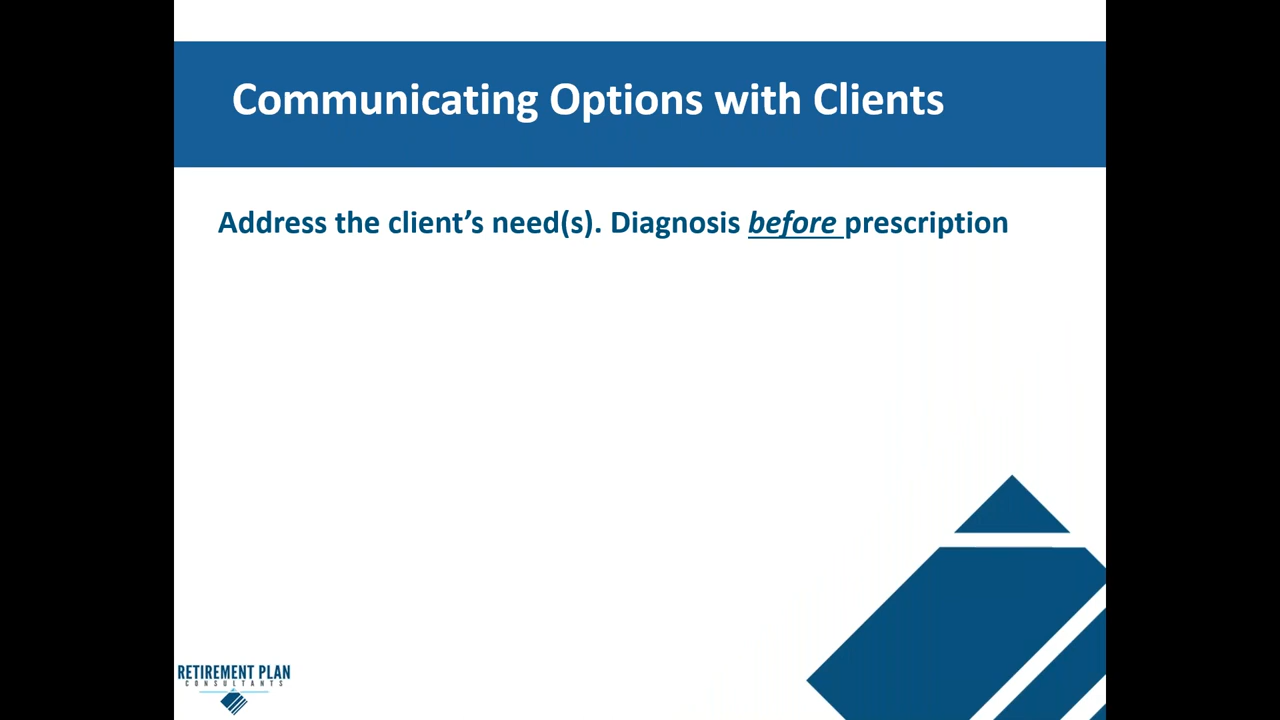 Communicating Options with Clients
Address the client’s need(s). Diagnosis before prescription
RETIREMENT PLAN
CONSULTANTS